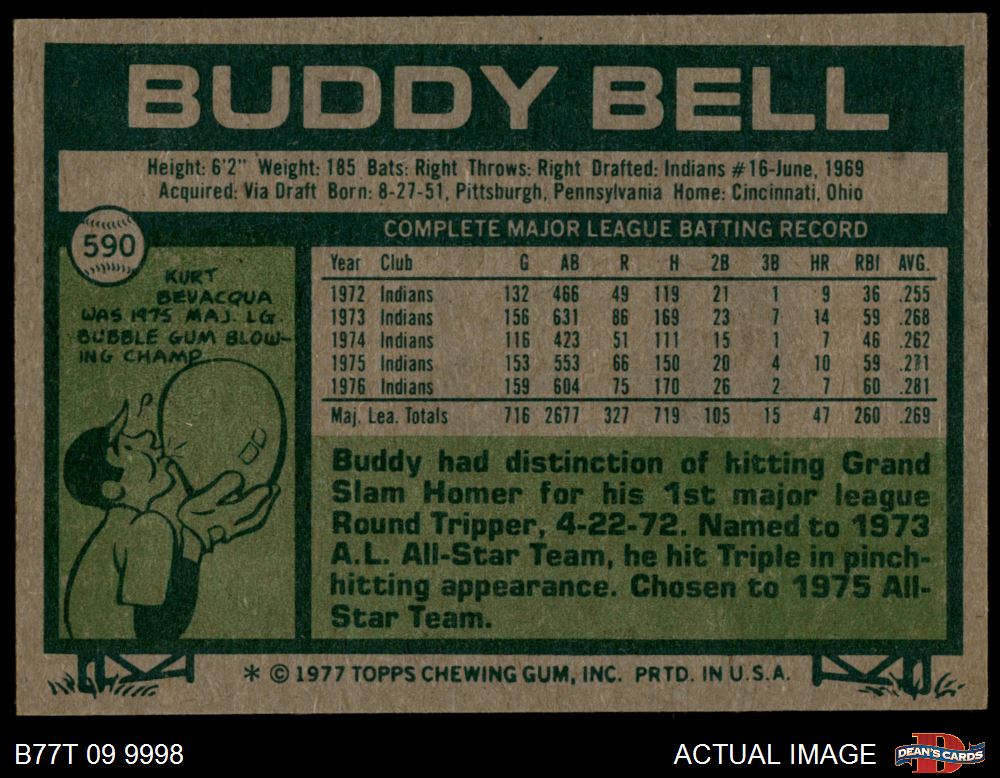 BUDDY BELL
Height: 6'2" Weight: 185 Bats: Right Throws: Right Drafted: Indians #16-June, 1969
Acquired: Via Draft Born: 8-27-51, Pittsburgh, Pennsylvania Home: Cincinnati, Ohio
590
KURT
BEVACQUA
WAS 1975 MAJ. LG.
BUBBLE GUM BLOW-
ING CHAMP.
COMPLETE MAJOR LEAGUE BATTING RECORD
Year Club G AB R H 2B 3B HR RBI AVG.
1972 Indians 132 466 49 119 21 1 9 36 .255
1973 Indians 156 631 86 169 23 7 14 59 .268
1974 Indians 116 423 51 111 15 1 7 46 .262
1975 Indians 153 553 66 150 20 4 10 59 .271
1976 Indians 159 604 75 170 26 2 7 60 .281
Maj. Lea. Totals 716 2677 327 719 105 15 47 260 .269
Buddy had distinction of hitting Grand
Slam Homer for his 1st major league
Round Tripper, 4-22-72. Named to 1973
A.L. All-Star Team, he hit Triple in pinch-
hitting appearance. Chosen to 1975 All-
Star Team.
* © 1977 TOPPS CHEWING GUM, INC. PRTD. IN U.S.A.
B77T 09 9998
ACTUAL IMAGE
DEAN'S CARDS